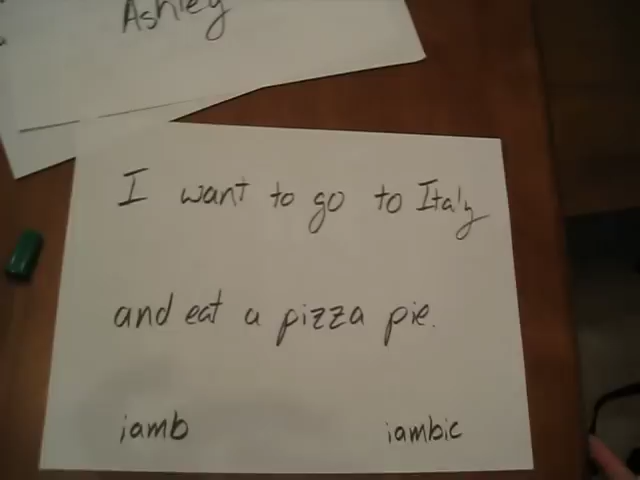 Ashley
I want to go to Italy
and eat a pizza pie.
iamb iambic